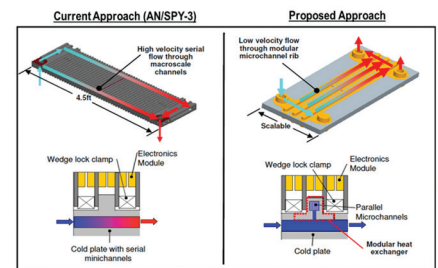 Current Approach (AN/SPY-3)
High velocity serial
flow through
macroscale
channels
4.5ft
Wedge lock clamp
Electronics
Module
Cold plate with serial
minichannels
Proposed Approach
Low velocity flow
through modular
microchannel rib
Scalable
Wedge lock clamp
Electronics
Module
Parallel
Microchannels
Modular heat
exchanger
Cold plate